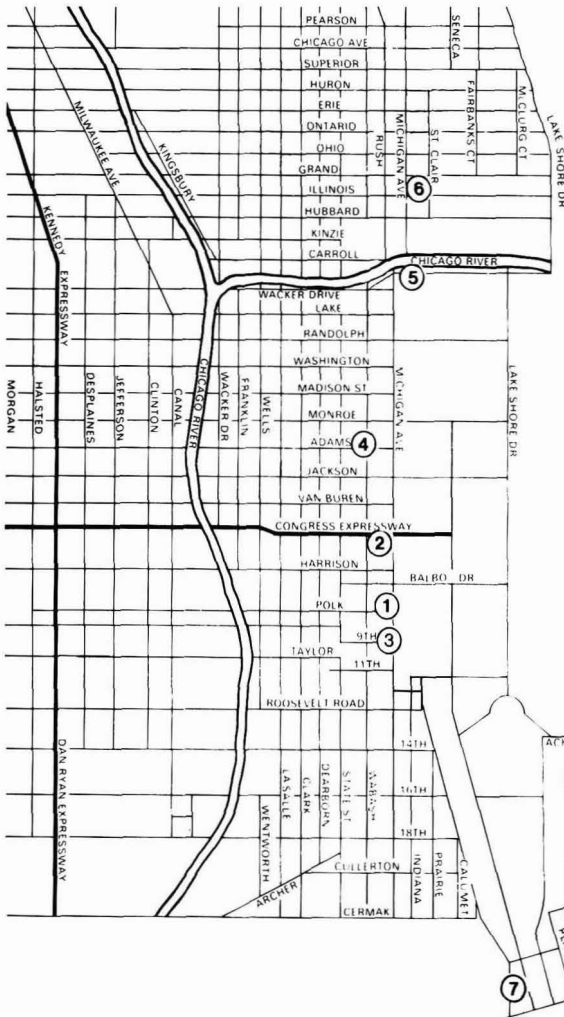 PEARSON
SENECA
CHICAGO AVE
SUPERIOR
HURON
FAIRBANKS CT
McCLURG CT
ERIE
MILWAUKEE AVE
ONTARIO
LAKE SHORE DR
KINGSBURY
OHIO
RUSH
MICHIGAN AVE
ST CLAIR
GRAND
6
ILLINOIS
HUBBARD
KENNEDY EXPRESSWAY
KINZIE
CARROLL
CHICAGO RIVER
5
WACKER DRIVE
LAKE
RANDOLPH
WASHINGTON
MORGAN
HALSTED
DESPLAINES
JEFFERSON
CLINTON
CANAL
CHICAGO RIVER
WACKER DR
FRANKLIN
WELLS
MADISON ST
MICHIGAN AVE
LAKE SHORE DR
MONROE
ADAMS
4
JACKSON
VAN BUREN
CONGRESS EXPRESSWAY
2
HARRISON
BALBO DR
POLK
1
9TH
3
TAYLOR
11TH
ROOSEVELT ROAD
DAN RYAN EXPRESSWAY
14TH
ACH
WENTWORTH
LA SALLE
CLARK
DEARBORN
STATE ST
WABASH
16TH
18TH
CULLERTON
INDIANA
PRAIRIE
CALUMET
ARCHER
CERMAK
7